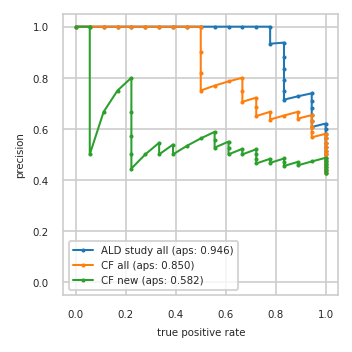 1.0
0.8
0.6
0.4
0.2
0.0
precision
ALD study all (aps: 0.946)
CF all (aps: 0.850)
CF new (aps: 0.582)
0.0 0.2 0.4 0.6 0.8 1.0
true positive rate